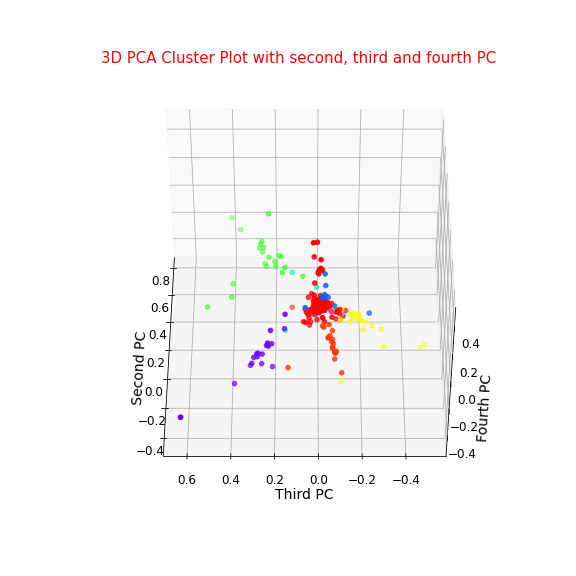 3D PCA Cluster Plot with second, third and fourth PC
0.8
0.6
0.4
0.2
0.0
−0.2
−0.4
Second PC
0.4
0.2
0.0
−0.2
−0.4
Fourth PC
0.6 0.4 0.2 0.0 −0.2 −0.4
Third PC